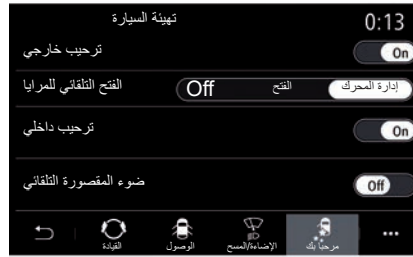 تهيئة السيارة 0:13
ترحيب خارجي On
الفتح التلقائي للمرايا Off الفتح إدارة المحرك
ترحيب داخلي On
ضوء المقصورة التلقائي Off
القيادة الوصول الإضاءة/المسح مرحبًا بك